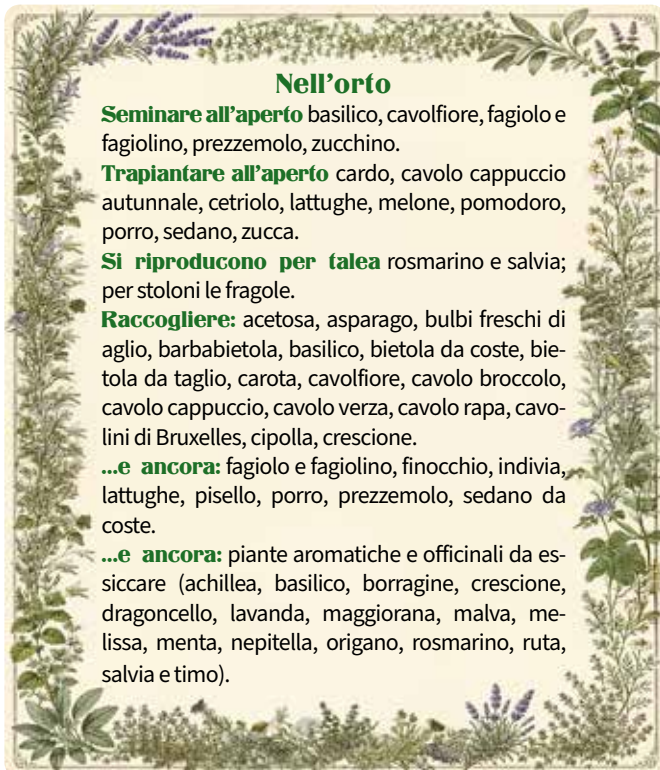 Nell'orto
Seminare all'aperto basilico, cavolfiore, fagiolo e
fagiolino, prezzemolo, zucchino.
Trapiantare all'aperto cardo, cavolo cappuccio
autunnale, cetriolo, lattughe, melone, pomodoro,
porro, sedano, zucca.
Si riproducono per talea rosmarino e salvia;
per stoloni le fragole.
Raccogliere: acetosa, asparago, bulbi freschi di
aglio, barbabietola, basilico, bietola da coste, bie-
tola da taglio, carota, cavolfiore, cavolo broccolo,
cavolo cappuccio, cavolo verza, cavolo rapa, cavo-
lini di Bruxelles, cipolla, crescione.
...e ancora: fagiolo e fagiolino, finocchio, indivia,
lattughe, pisello, porro, prezzemolo, sedano da
coste.
...e ancora: piante aromatiche e officinali da es-
siccare (achillea, basilico, borragine, crescione,
dragoncello, lavanda, maggiorana, malva, me-
lissa, menta, nepitella, origano, rosmarino, ruta,
salvia e timo).